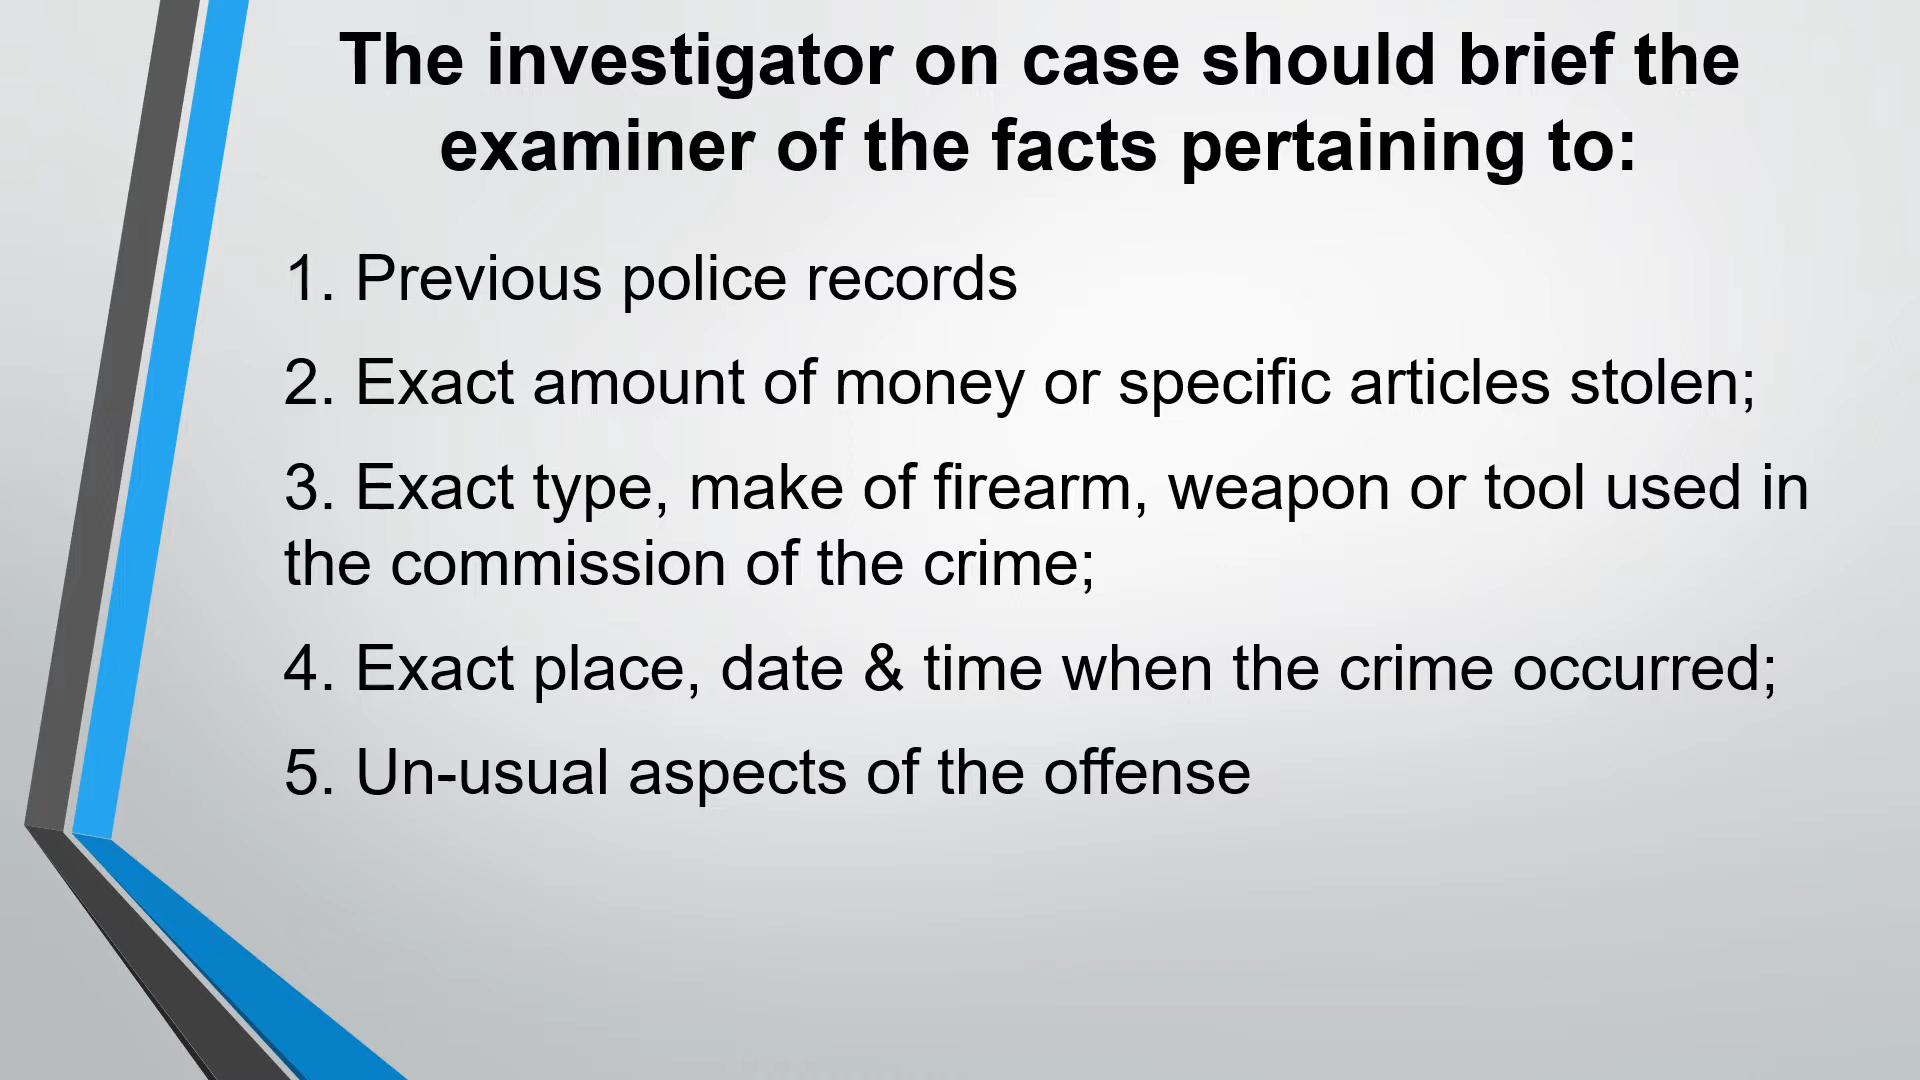 The investigator on case should brief the
examiner of the facts pertaining to:
1. Previous police records
2. Exact amount of money or specific articles stolen;
3. Exact type, make of firearm, weapon or tool used in
the commission of the crime;
4. Exact place, date & time when the crime occurred;
5. Un-usual aspects of the offense